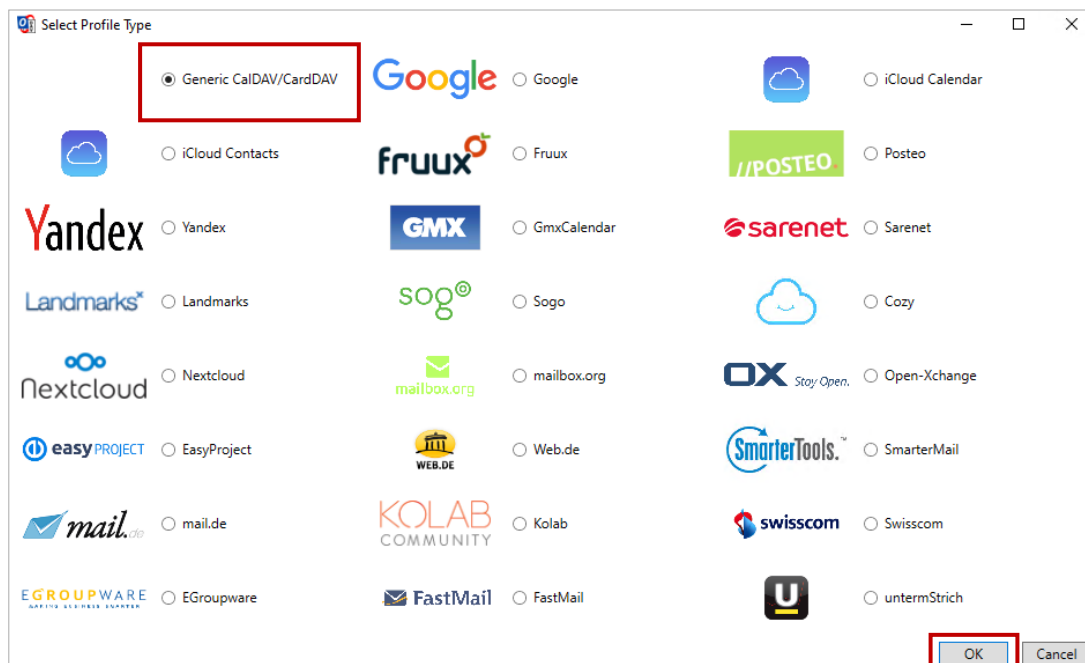 Select Profile Type
Generic CalDAV/CardDAV
Google
Google
iCloud Calendar
iCloud Contacts
fruux
Fruux
//POSTEO.
Posteo
Yandex
Yandex
GMX
GmxCalendar
sarenet
Sarenet
Landmarksx
Landmarks
sogo
Sogo
Cozy
Nextcloud
Nextcloud
mailbox.org
mailbox.org
OX Stay Open.
Open-Xchange
easy PROJECT
EasyProject
WEB.DE
Web.de
SmarterTools.™
SmarterMail
mail.de
mail.de
KOLAB
COMMUNITY
Kolab
swisscom
Swisscom
EGROUPWARE
EGroupware
FastMail
FastMail
U
untermStrich
OK
Cancel